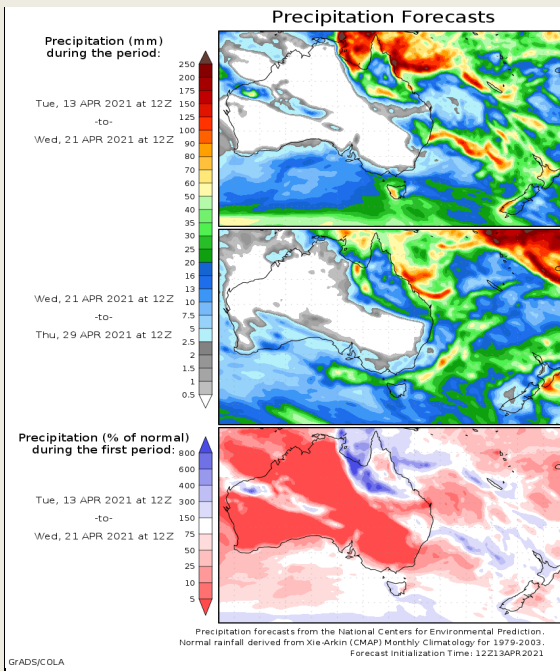 Precipitation Forecasts
Precipitation (mm)
during the period:
Tue, 13 APR 2021 at 12Z
-to-
Wed, 21 APR 2021 at 12Z
250
200
175
150
125
100
90
80
70
60
50
40
35
30
25
20
16
13
10
7.5
5
2.5
2
1.5
1
0.5
Wed, 21 APR 2021 at 12Z
-to-
Thu, 29 APR 2021 at 12Z
Precipitation (% of normal)
during the first period:
Tue, 13 APR 2021 at 12Z
-to-
Wed, 21 APR 2021 at 12Z
800
600
400
300
150
75
50
25
10
5
Precipitation forecasts from the National Centers for Environmental Prediction.
Normal rainfall derived from Xie-Arkin (CMAP) Monthly Climatology for 1979-2003.
Forecast Initialization Time: 12Z13APR2021
GrADS/COLA